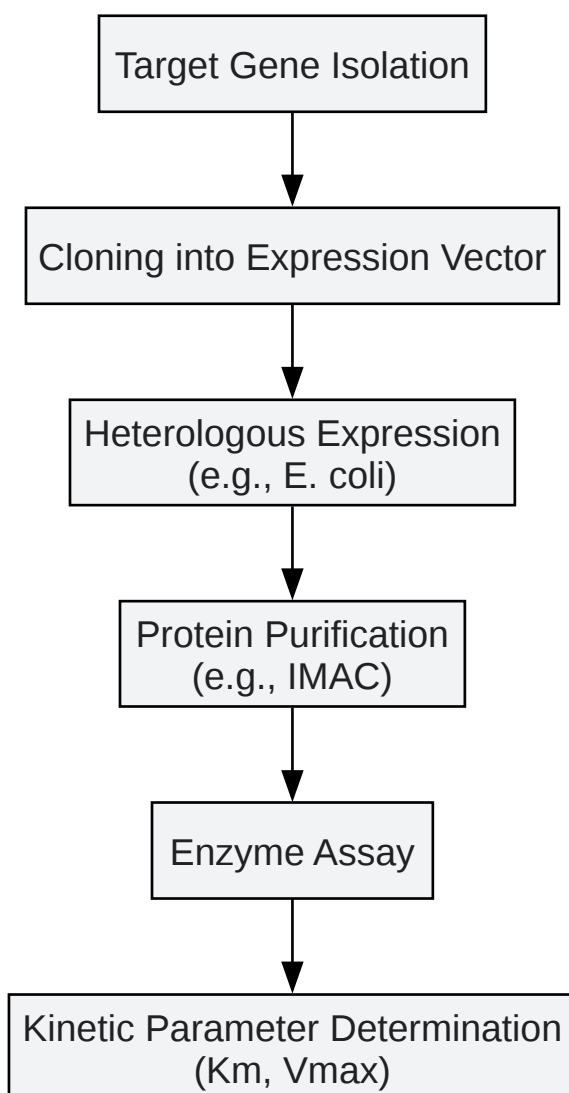 Target Gene Isolation
Cloning into Expression Vector
Heterologous Expression
(e.g., E. coli)
Protein Purification
(e.g., IMAC)
Enzyme Assay
Kinetic Parameter Determination
(Km, Vmax)